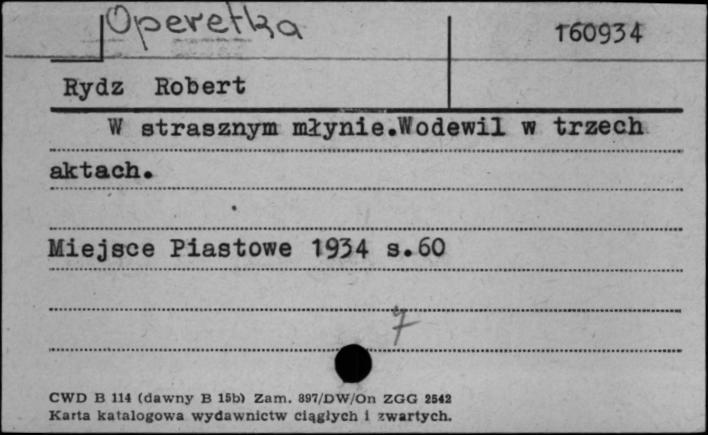 Operetka
160934
Rydz Robert
W strasznym młynie.Wodewil w trzech
aktach.
Miejsce Piastowe 1934 s.60
7
CWD B 114 (dawny B 15b) Zam. 897/DW/On ZGG 2542
Karta katalogowa wydawnictw ciągłych i zwartych.